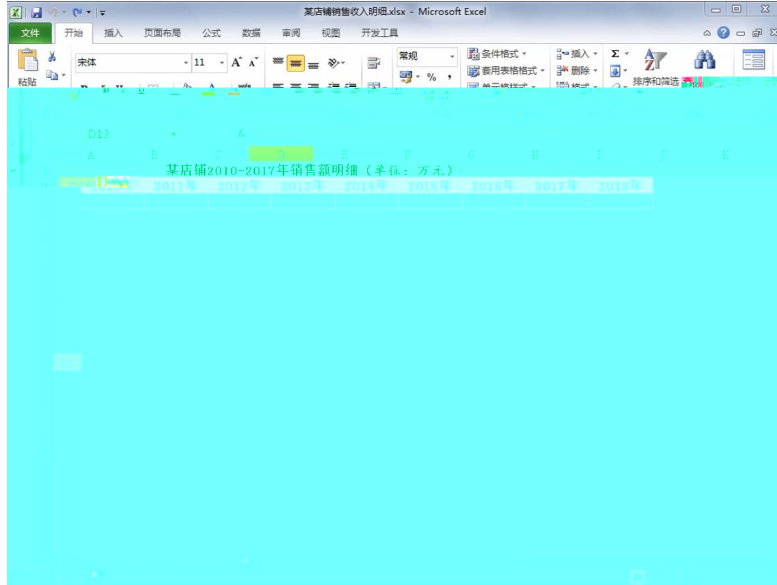 某店铺销售收入明细.xlsx - Microsoft Excel
文件 开始 插入 页面布局 公式 数据 审阅 视图 开发工具
宋体 11 A A 常规 条件格式 插入 Σ
粘贴 % , 套用表格格式 删除 排序和筛选
D13
A B C D E F G H I J K
某店铺2010-2017年销售额明细（单位：万元）
2011年 2012年 2013年 2014年 2015年 2016年 2017年 2018年